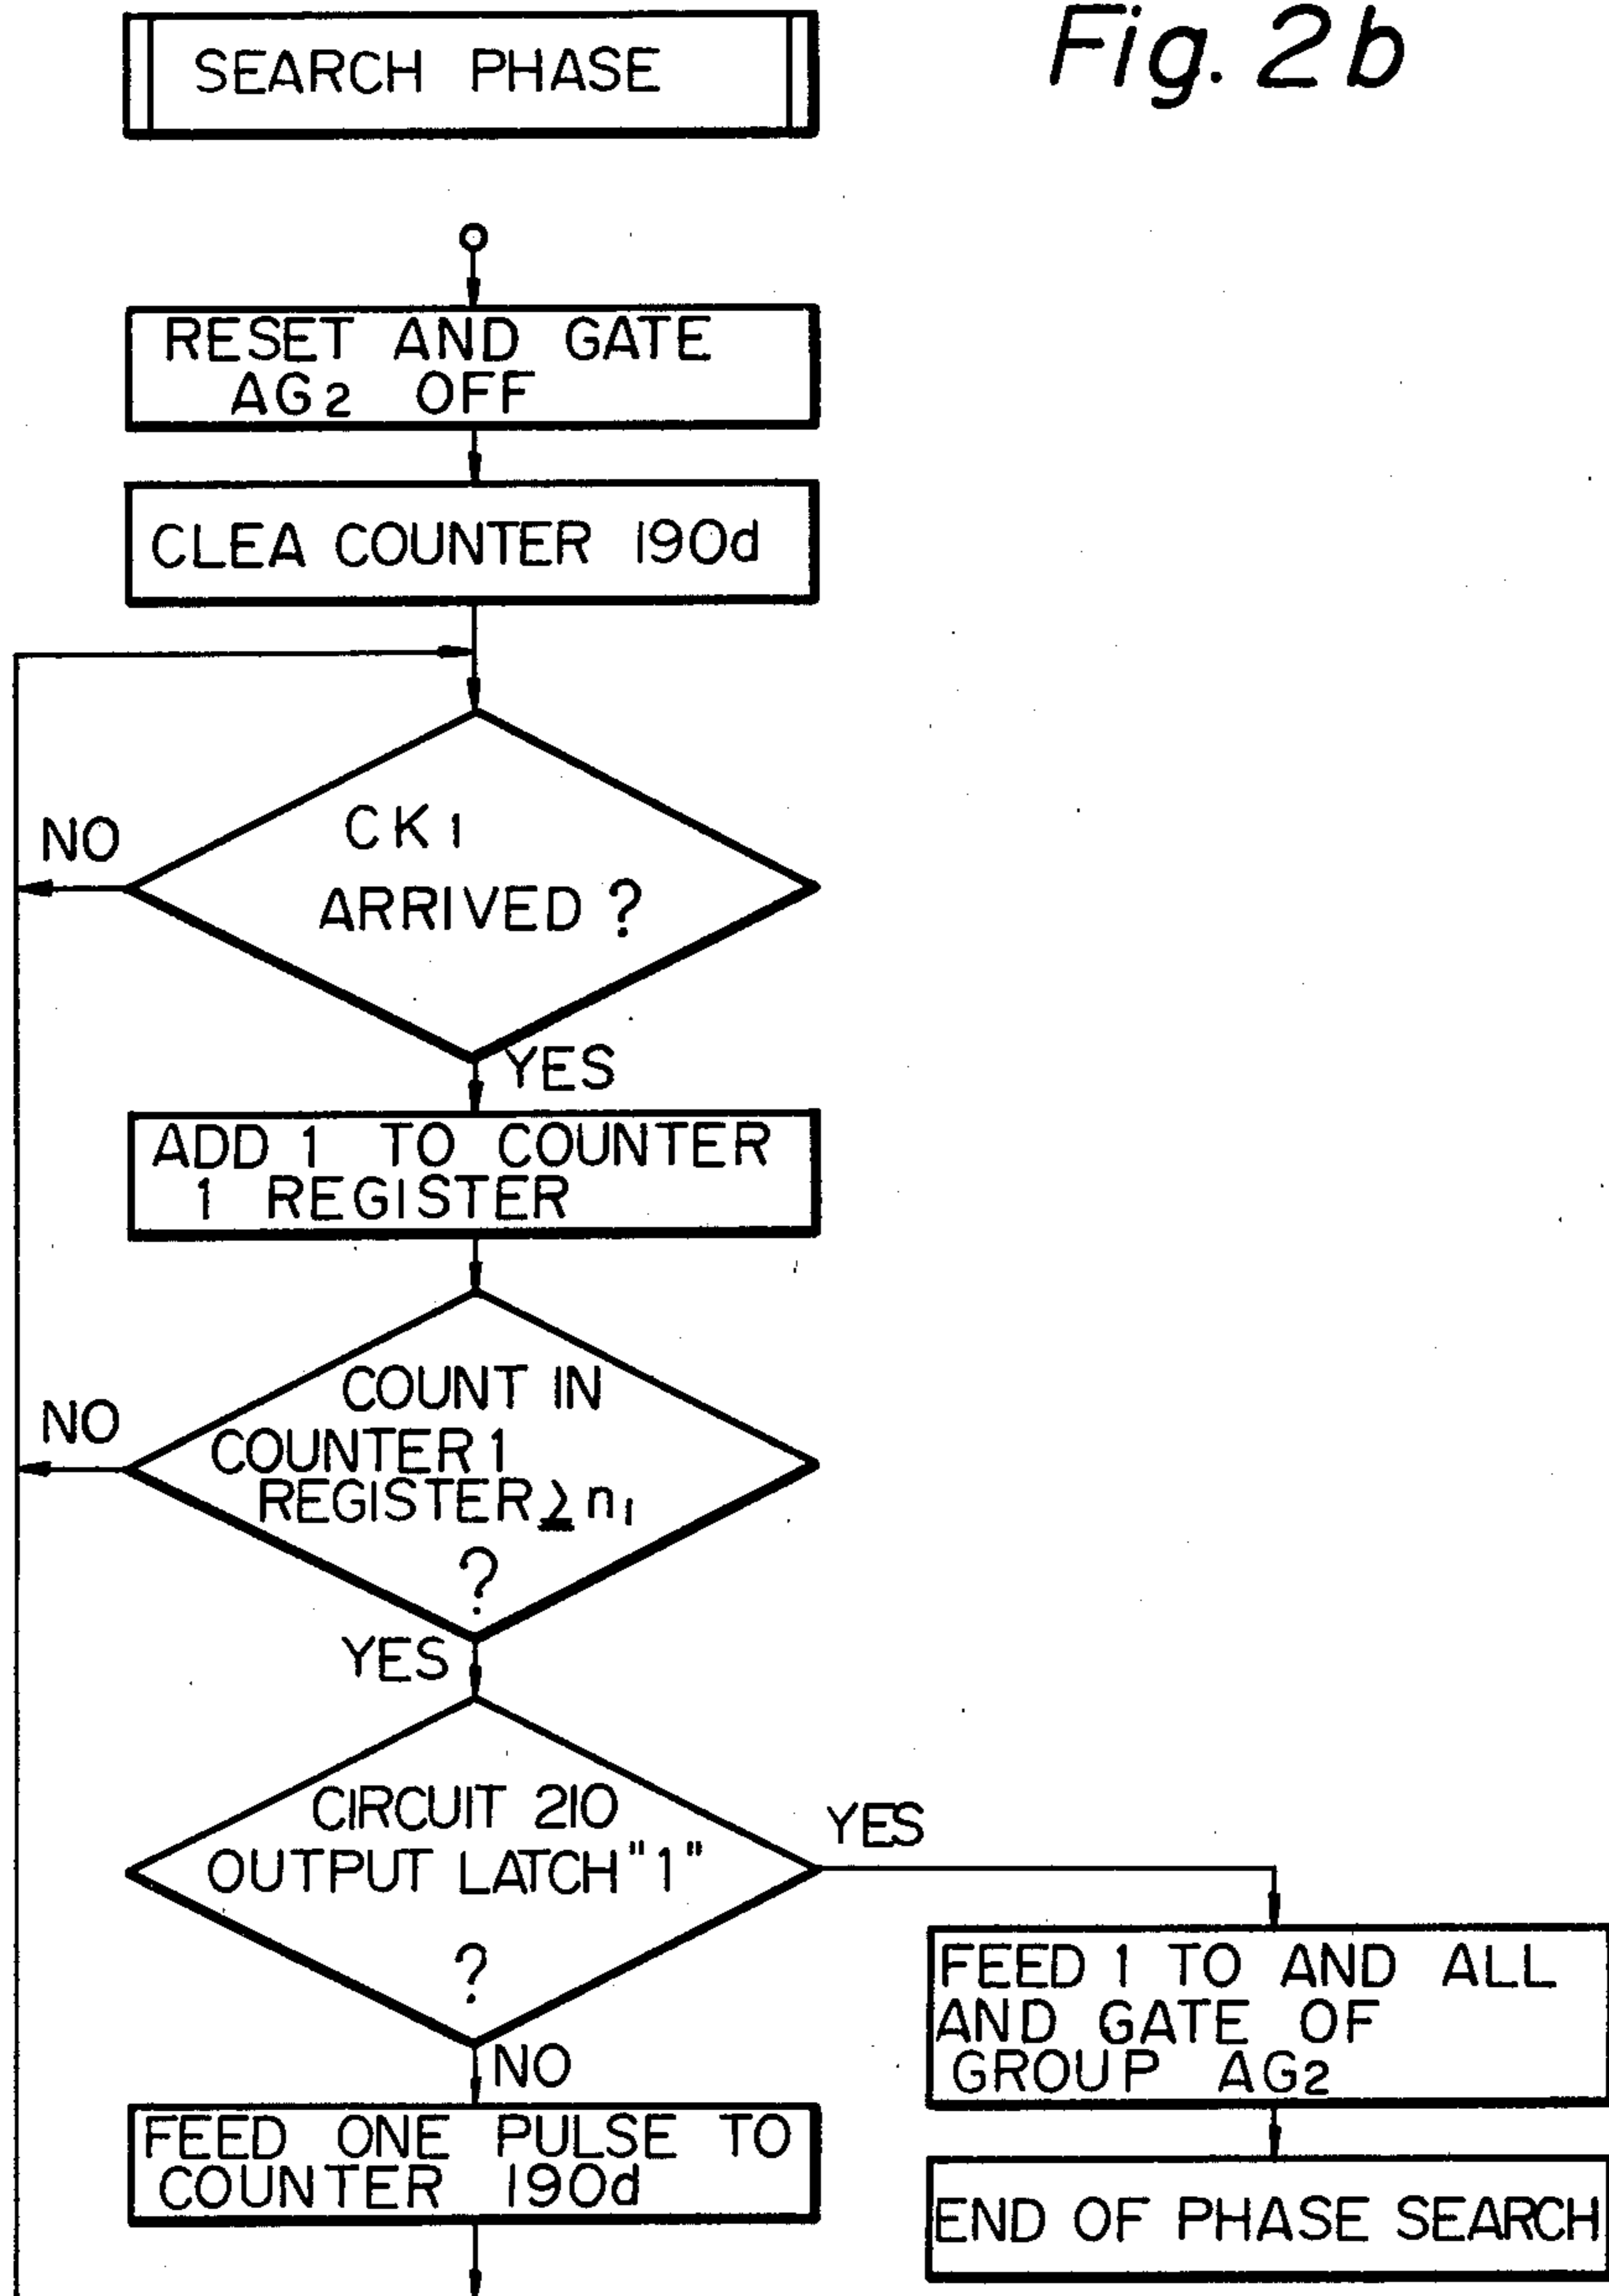 Fig. 2b
SEARCH PHASE
RESET AND GATE
AG2 OFF
CLEA COUNTER 190d
CK1
ARRIVED ?
NO
YES
ADD 1 TO COUNTER
1 REGISTER
COUNT IN
COUNTER 1
REGISTER ≥ n1
?
NO
YES
CIRCUIT 210
OUTPUT LATCH "1"
?
YES
NO
FEED ONE PULSE TO
COUNTER 190d
FEED 1 TO AND ALL
AND GATE OF
GROUP AG2
END OF PHASE SEARCH